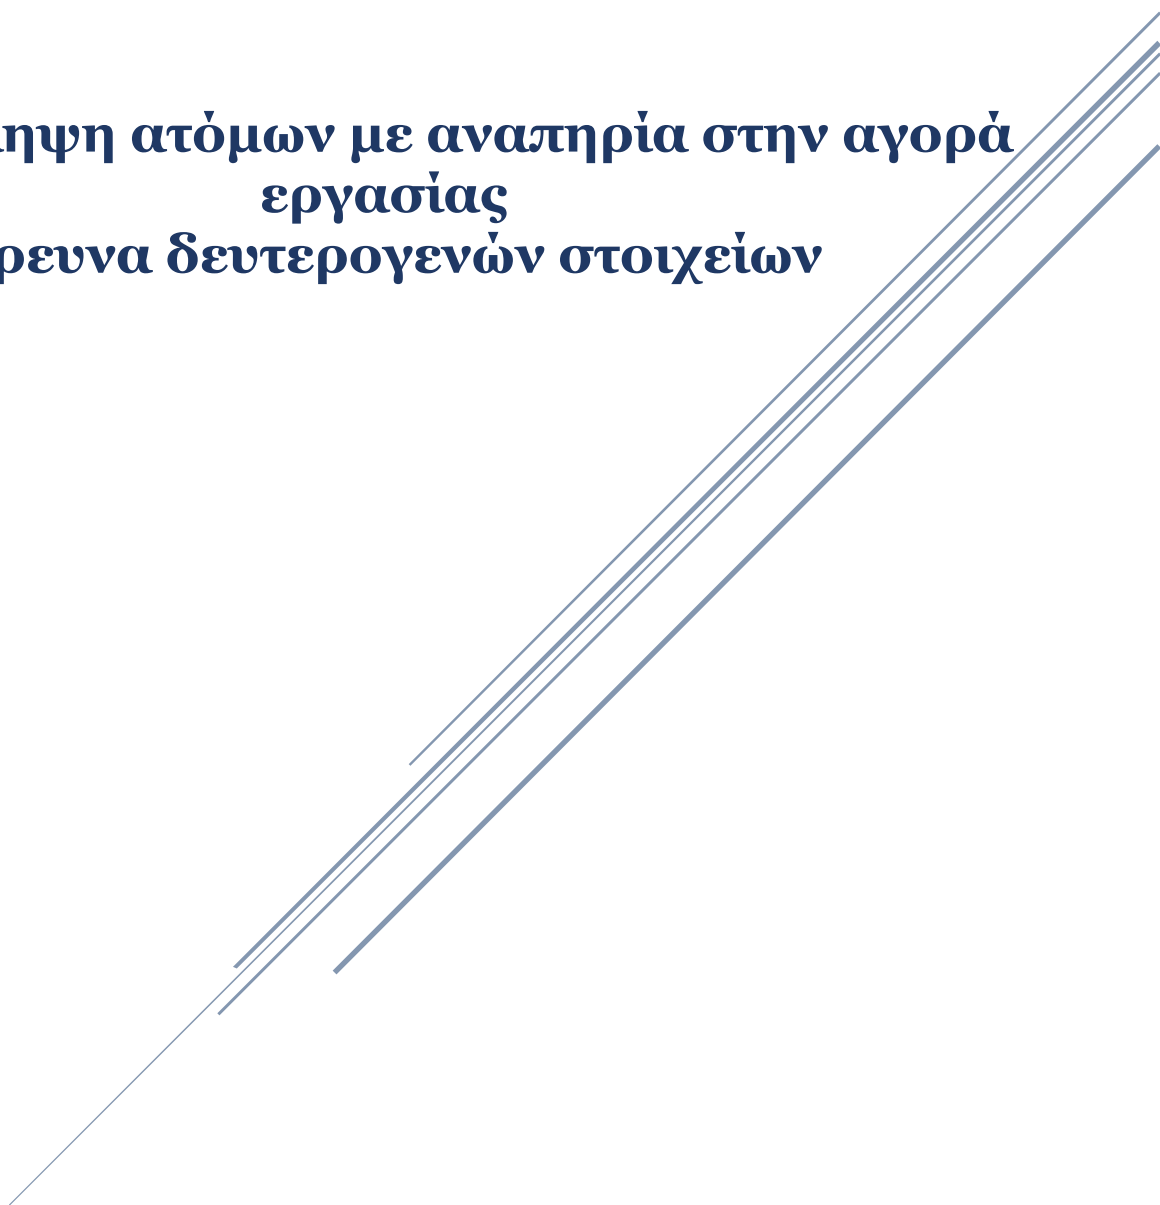 ηψη ατόμων με αναπηρία στην αγορά
εργασίας
ρευνα δευτερογενών στοιχείων